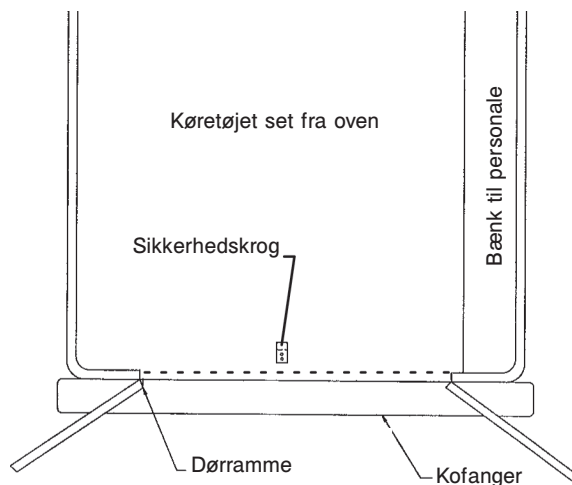 Køretøjet set fra oven
Bænk til personale
Sikkerhedskrog
Dørramme
Kofanger